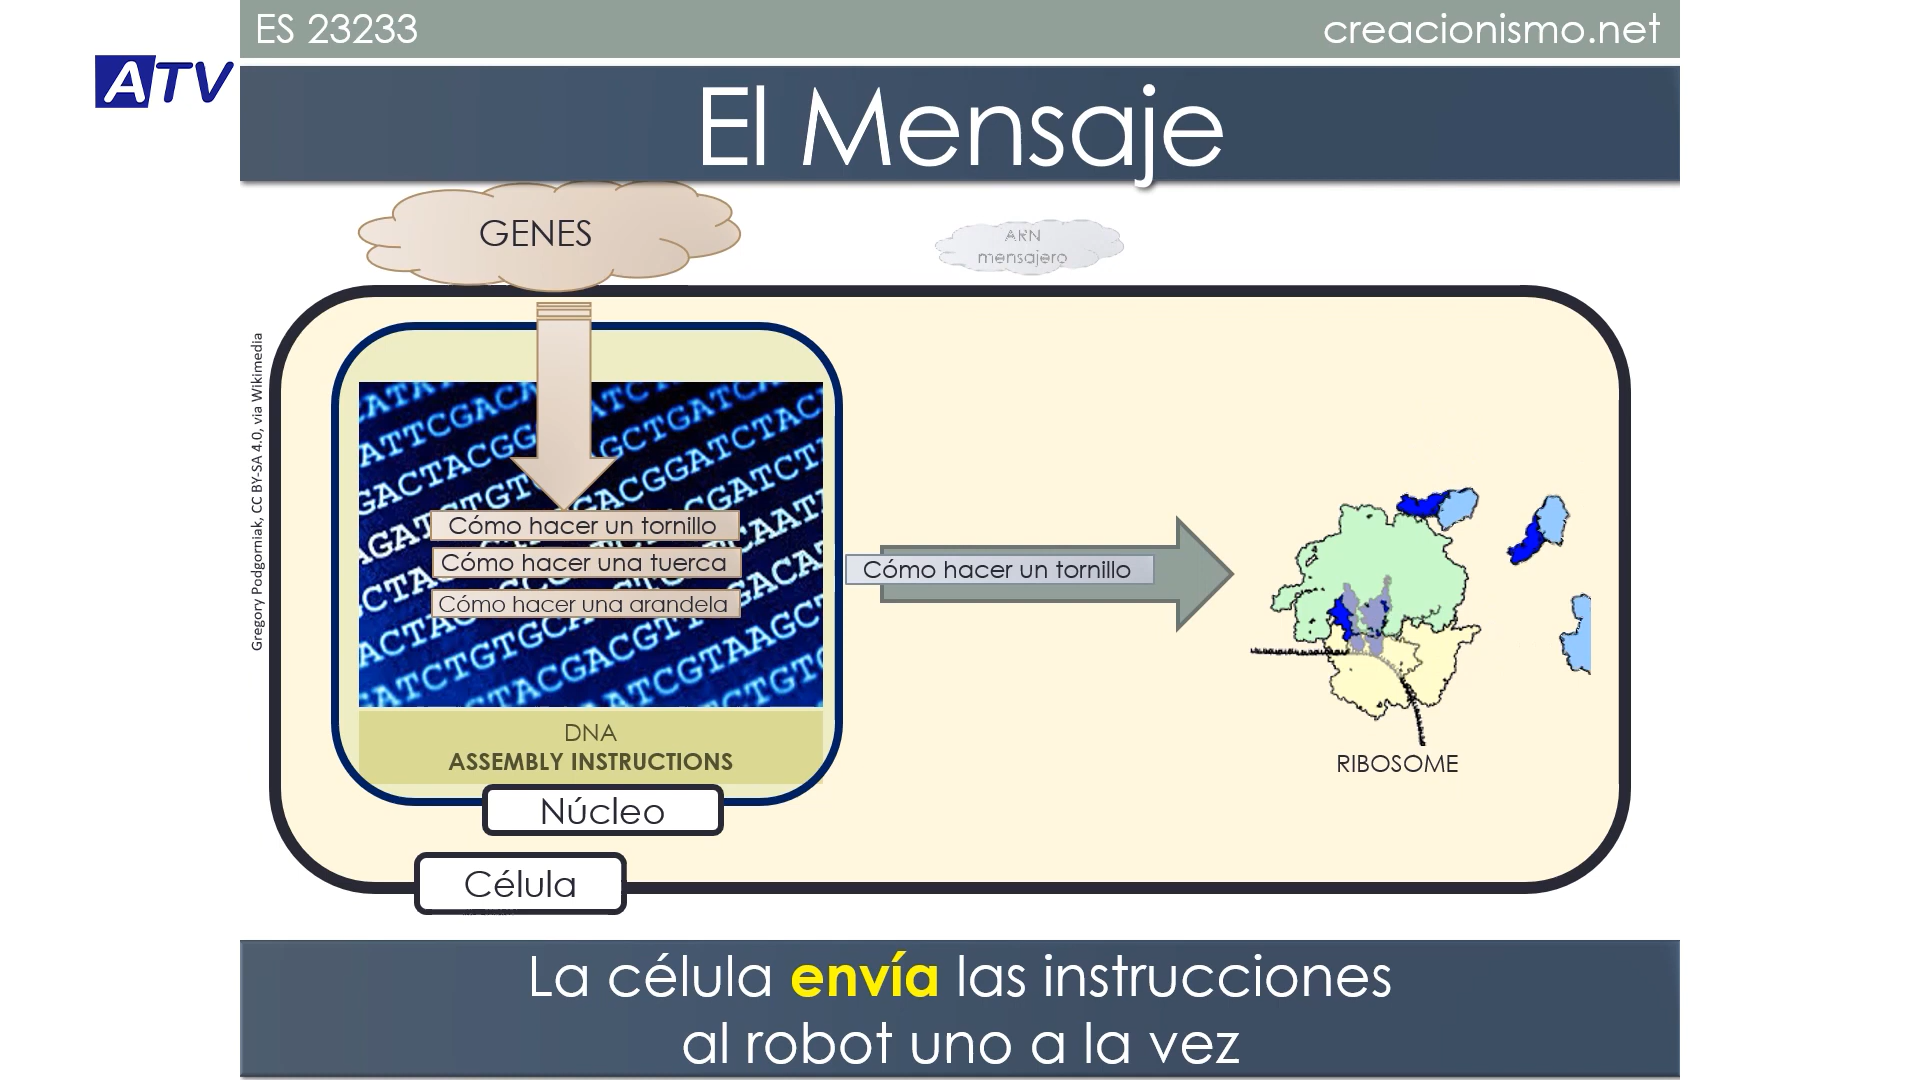 ES 23233
creacionismo.net
ATV
El Mensaje
GENES
ARN
mensajero
Gregory Podgorniak, CC BY-SA 4.0, via Wikimedia
Cómo hacer un tornillo
Cómo hacer una tuerca
Cómo hacer una arandela
Cómo hacer un tornillo
DNA
ASSEMBLY INSTRUCTIONS
RIBOSOME
Núcleo
Célula
La célula envía las instrucciones
al robot uno a la vez